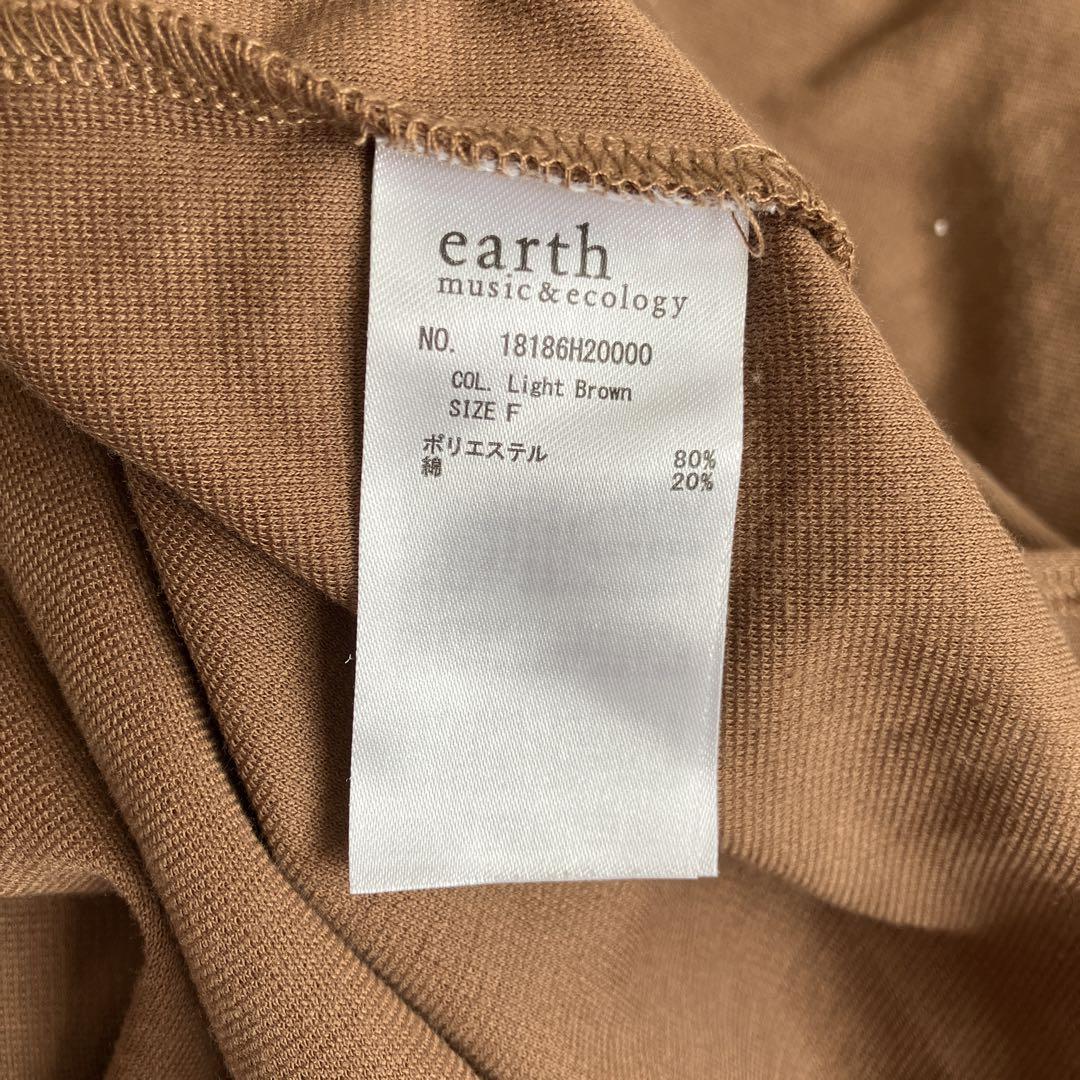 earth
music&ecology
NO. 18186H20000
COL. Light Brown
SIZE F
ポリエステル 80%
綿 20%